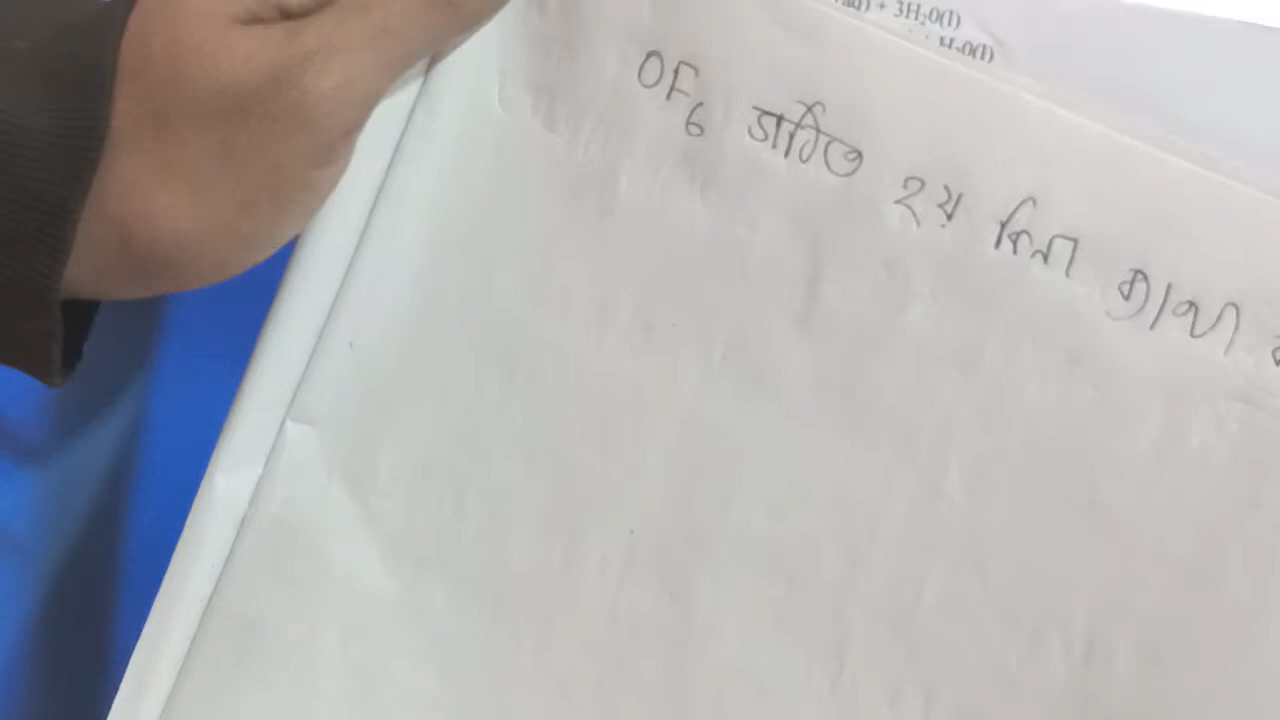 + 3H₂O(l)
H₂O(l)
OF₆ গঠিত হয় কিনা ব্যাখ্যা